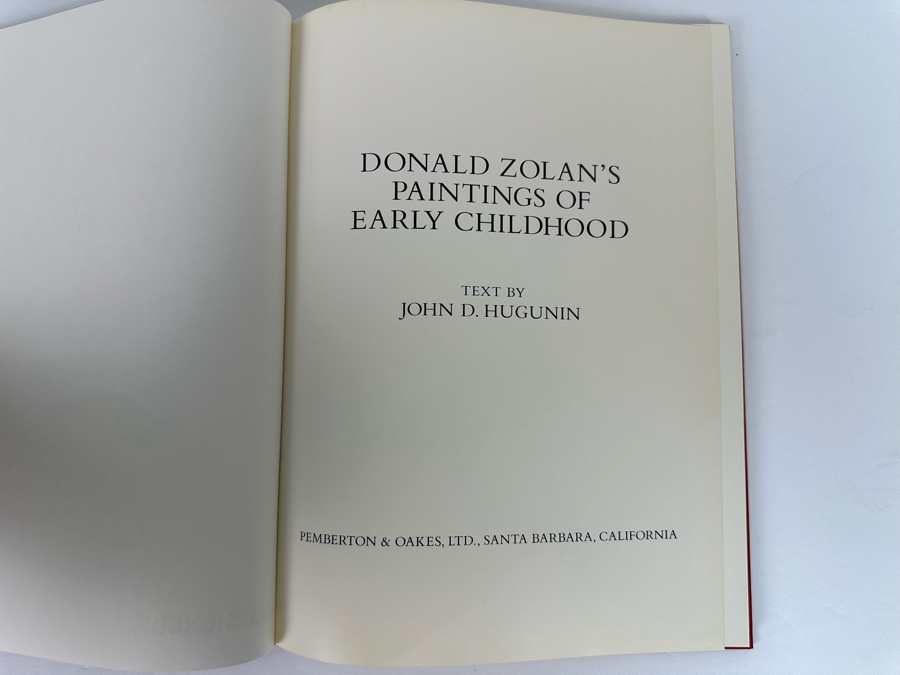 DONALD ZOLAN'S
PAINTINGS OF
EARLY CHILDHOOD
TEXT BY
JOHN D. HUGUNIN
PEMBERTON & OAKES, LTD., SANTA BARBARA, CALIFORNIA